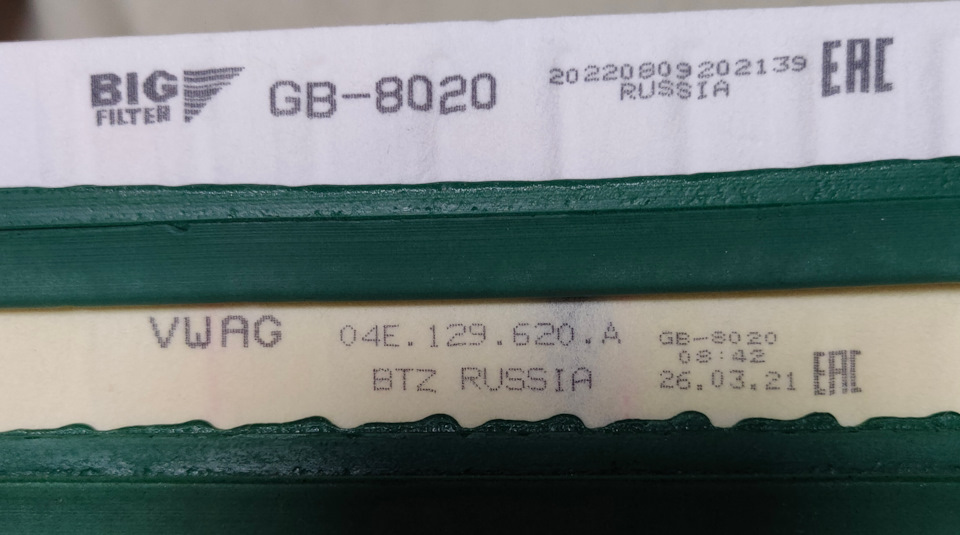 BIG
FILTER
GB-8020
20220809202139
RUSSIA
EAC
VWAG
04E.129.620.A
BTZ RUSSIA
GB-8020
08:42
26.03.21
EAC